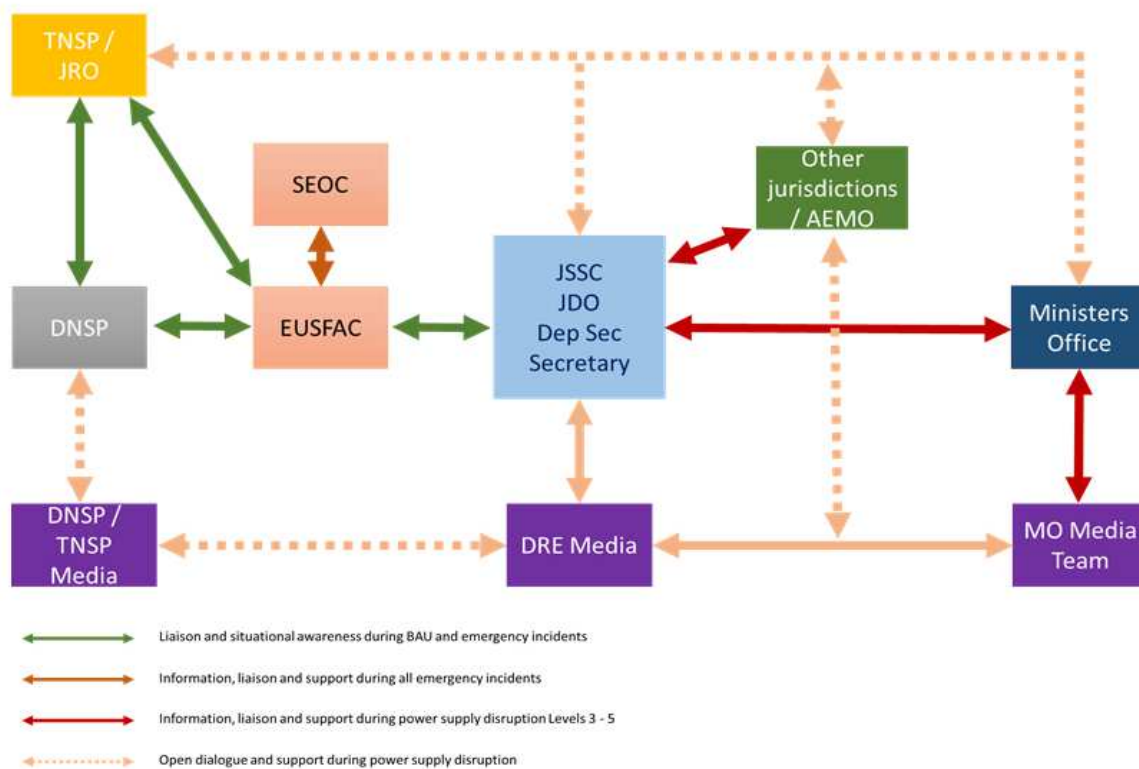 TNSP /
JRO
SEOC
Other
jurisdictions
/ AEMO
DNSP
EUSFAC
JSSC
JDO
Dep Sec
Secretary
Ministers
Office
DNSP /
TNSP
Media
DRE Media
MO Media
Team
Liaison and situational awareness during BAU and emergency incidents
Information, liaison and support during all emergency incidents
Information, liaison and support during power supply disruption Levels 3 - 5
Open dialogue and support during power supply disruption